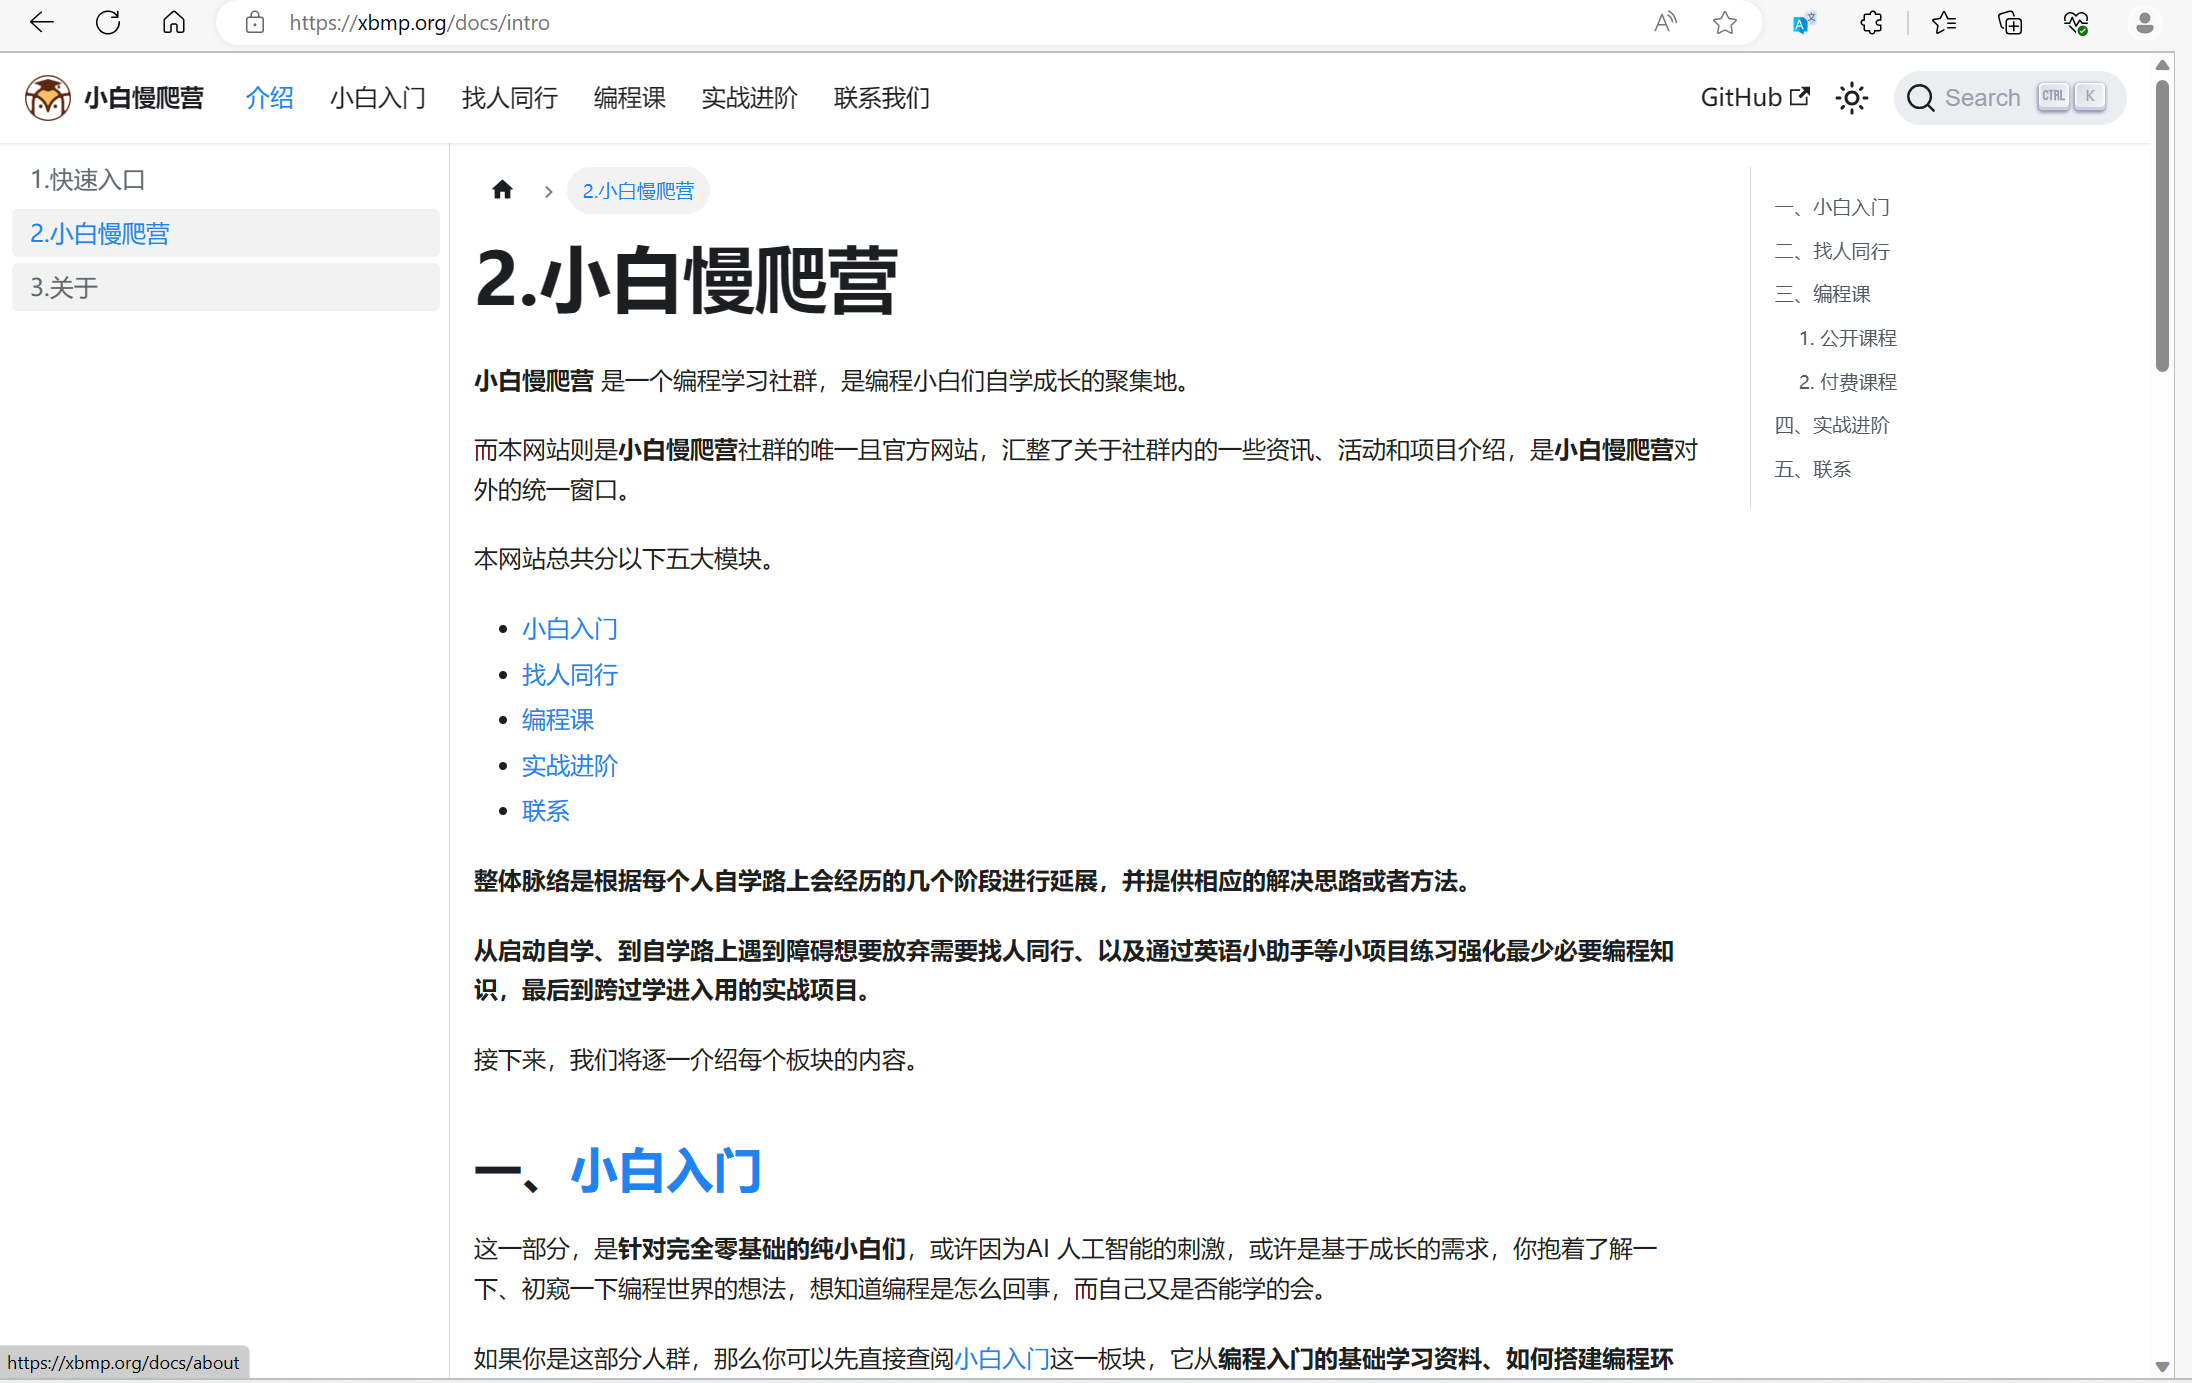 https://xbmp.org/docs/intro
小白慢爬营 介绍 小白入门 找人同行 编程课 实战进阶 联系我们 GitHub Search CTRL K
1.快速入口
2.小白慢爬营
3.关于
2.小白慢爬营
2.小白慢爬营
小白慢爬营 是一个编程学习社群，是编程小白们自学成长的聚集地。
而本网站则是小白慢爬营社群的唯一且官方网站，汇整了关于社群内的一些资讯、活动和项目介绍，是小白慢爬营对
外的统一窗口。
本网站总共分以下五大模块。
小白入门
找人同行
编程课
实战进阶
联系
整体脉络是根据每个人自学路上会经历的几个阶段进行延展，并提供相应的解决思路或者方法。
从启动自学、到自学路上遇到障碍想要放弃需要找人同行、以及通过英语小助手等小项目练习强化最少必要编程知
识，最后到跨过学进入用的实战项目。
接下来，我们将逐一介绍每个板块的内容。
一、小白入门
这一部分，是针对完全零基础的纯小白们，或许因为AI 人工智能的刺激，或许是基于成长的需求，你抱着了解一
下、初窥一下编程世界的想法，想知道编程是怎么回事，而自己又是否能学的会。
如果你是这部分人群，那么你可以先直接查阅小白入门这一板块，它从编程入门的基础学习资料、如何搭建编程环
一、小白入门
二、找人同行
三、编程课
1. 公开课程
2. 付费课程
四、实战进阶
五、联系
https://xbmp.org/docs/about